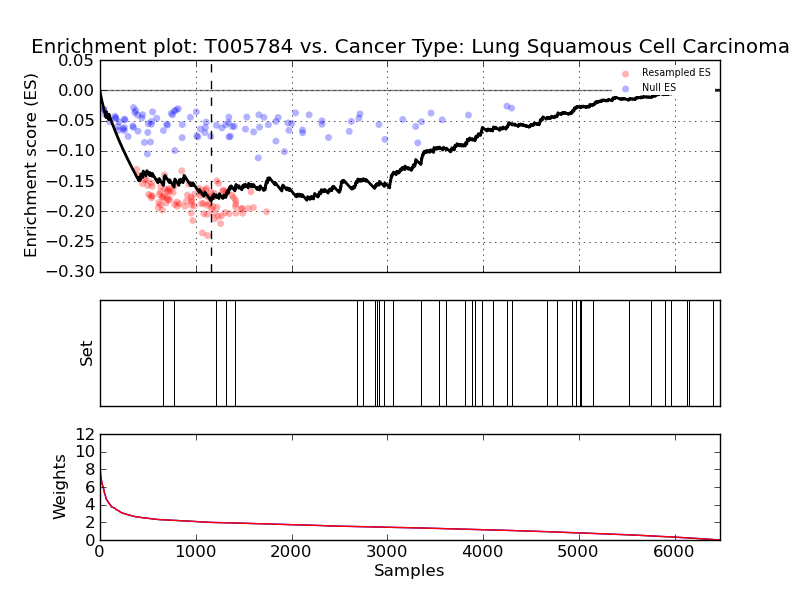 Enrichment plot: T005784 vs. Cancer Type: Lung Squamous Cell Carcinoma
Enrichment score (ES)
0.05
0.00
−0.05
−0.10
−0.15
−0.20
−0.25
−0.30
Resampled ES
Null ES
Set
Weights
12
10
8
6
4
2
0
0 1000 2000 3000 4000 5000 6000
Samples